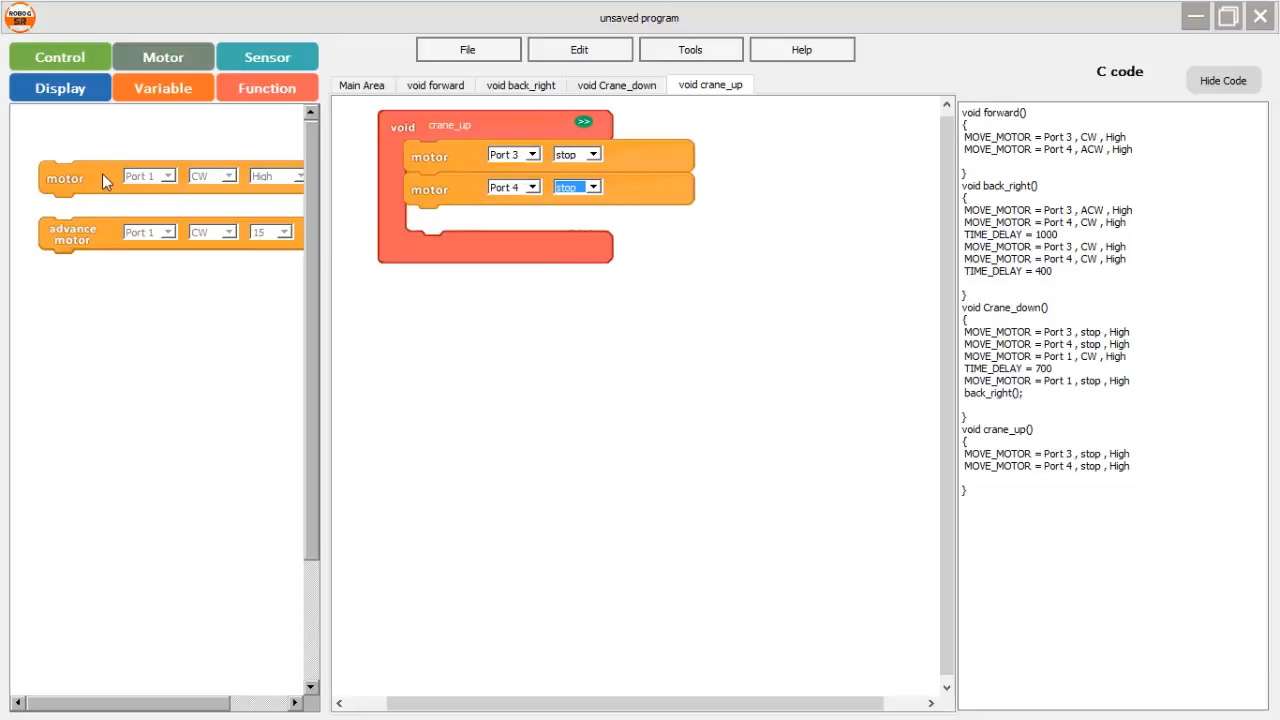 ROBOG
SR
unsaved program
Control
Motor
Sensor
Display
Variable
Function
File
Edit
Tools
Help
C code
Hide Code
Main Area
void forward
void back_right
void Crane_down
void crane_up
motor Port 1 CW High
advance
motor
Port 1 CW 15
void crane_up >>
motor Port 3 stop
motor Port 4 stop
void forward()
{
MOVE_MOTOR = Port 3 , CW , High
MOVE_MOTOR = Port 4 , ACW , High
}
void back_right()
{
MOVE_MOTOR = Port 3 , ACW , High
MOVE_MOTOR = Port 4 , CW , High
TIME_DELAY = 1000
MOVE_MOTOR = Port 3 , CW , High
MOVE_MOTOR = Port 4 , CW , High
TIME_DELAY = 400
}
void Crane_down()
{
MOVE_MOTOR = Port 3 , stop , High
MOVE_MOTOR = Port 4 , stop , High
MOVE_MOTOR = Port 1 , CW , High
TIME_DELAY = 700
MOVE_MOTOR = Port 1 , stop , High
back_right();
}
void crane_up()
{
MOVE_MOTOR = Port 3 , stop , High
MOVE_MOTOR = Port 4 , stop , High
}